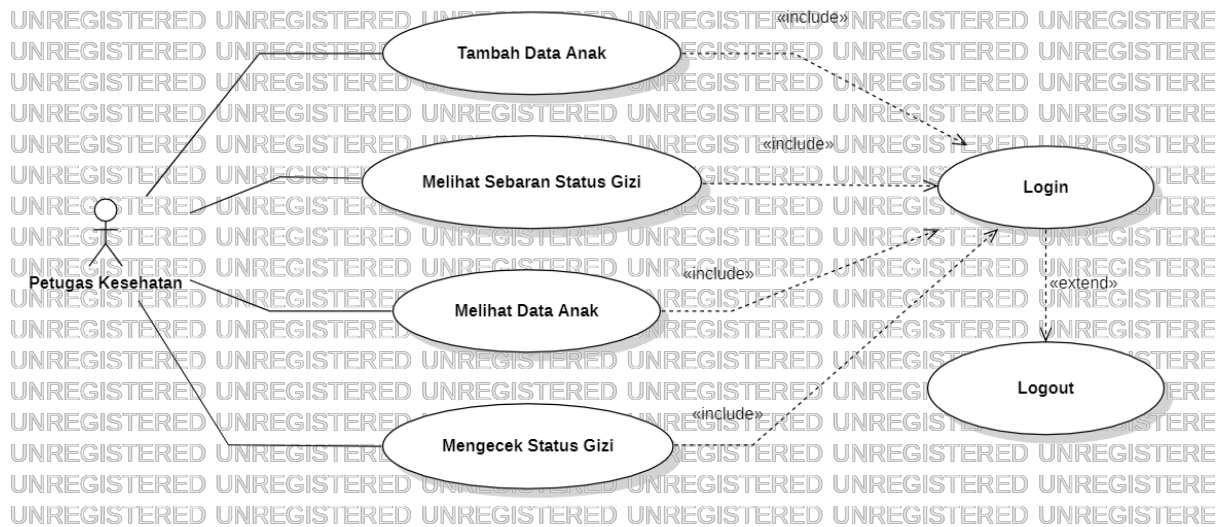 UNREGISTERED
«include»
Tambah Data Anak
«include»
Melihat Sebaran Status Gizi
Login
Petugas Kesehatan
«include»
«extend»
Melihat Data Anak
Logout
«include»
Mengecek Status Gizi